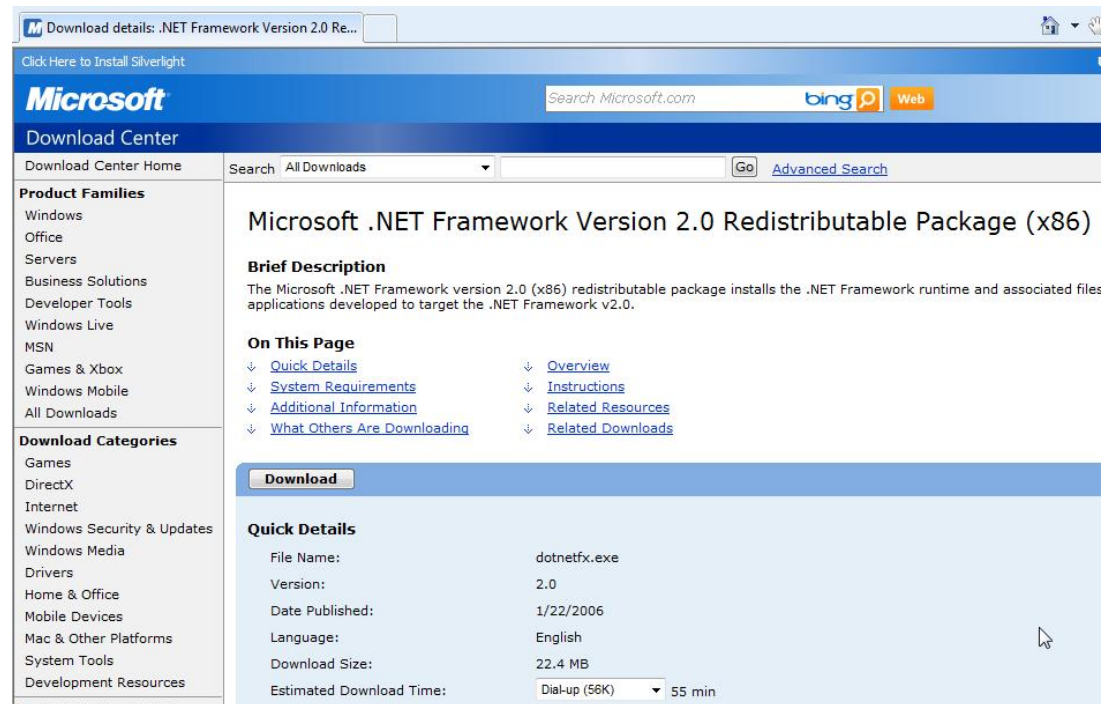 Download details: .NET Framework Version 2.0 Re...
Click Here to Install Silverlight
Microsoft
Search Microsoft.com
bing
Web
Download Center
Download Center Home
Search All Downloads
Go
Advanced Search
Product Families
Windows
Office
Servers
Business Solutions
Developer Tools
Windows Live
MSN
Games & Xbox
Windows Mobile
All Downloads
Download Categories
Games
DirectX
Internet
Windows Security & Updates
Windows Media
Drivers
Home & Office
Mobile Devices
Mac & Other Platforms
System Tools
Development Resources
Microsoft .NET Framework Version 2.0 Redistributable Package (x86)
Brief Description
The Microsoft .NET Framework version 2.0 (x86) redistributable package installs the .NET Framework runtime and associated files
applications developed to target the .NET Framework v2.0.
On This Page
Quick Details
Overview
System Requirements
Instructions
Additional Information
Related Resources
What Others Are Downloading
Related Downloads
Download
Quick Details
File Name: dotnetfx.exe
Version: 2.0
Date Published: 1/22/2006
Language: English
Download Size: 22.4 MB
Estimated Download Time: Dial-up (56K) 55 min